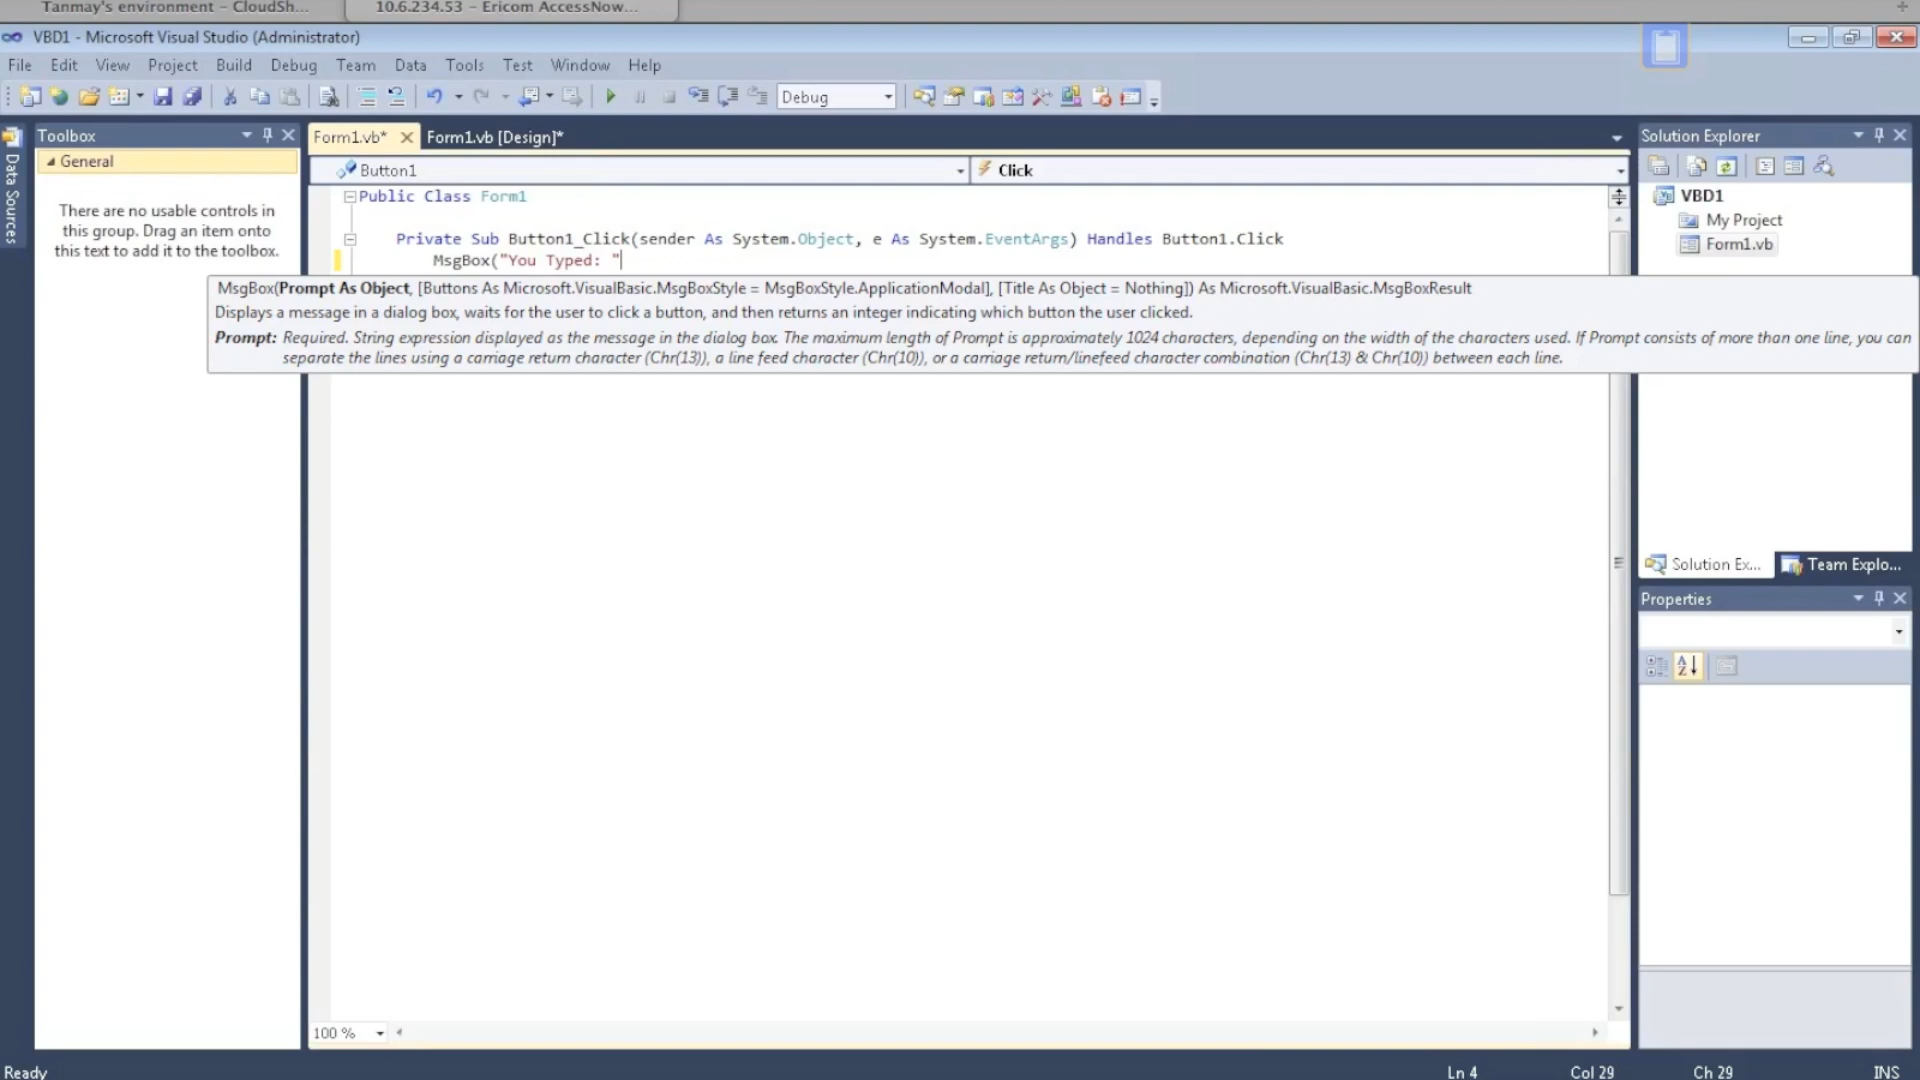 Tanmay's environment - CloudSh...
10.6.234.53 - Ericom AccessNow...
VBD1 - Microsoft Visual Studio (Administrator)
File Edit View Project Build Debug Team Data Tools Test Window Help
Debug
Data Sources
Toolbox
General
There are no usable controls in
this group. Drag an item onto
this text to add it to the toolbox.
Form1.vb*
Form1.vb [Design]*
Button1
Click
Public Class Form1
Private Sub Button1_Click(sender As System.Object, e As System.EventArgs) Handles Button1.Click
MsgBox("You Typed: "
MsgBox(Prompt As Object, [Buttons As Microsoft.VisualBasic.MsgBoxStyle = MsgBoxStyle.ApplicationModal], [Title As Object = Nothing]) As Microsoft.VisualBasic.MsgBoxResult
Displays a message in a dialog box, waits for the user to click a button, and then returns an integer indicating which button the user clicked.
Prompt: Required. String expression displayed as the message in the dialog box. The maximum length of Prompt is approximately 1024 characters, depending on the width of the characters used. If Prompt consists of more than one line, you can
separate the lines using a carriage return character (Chr(13)), a line feed character (Chr(10)), or a carriage return/linefeed character combination (Chr(13) & Chr(10)) between each line.
100 %
Solution Explorer
VBD1
My Project
Form1.vb
Solution Ex...
Team Explo...
Properties
Ready
Ln 4
Col 29
Ch 29
INS